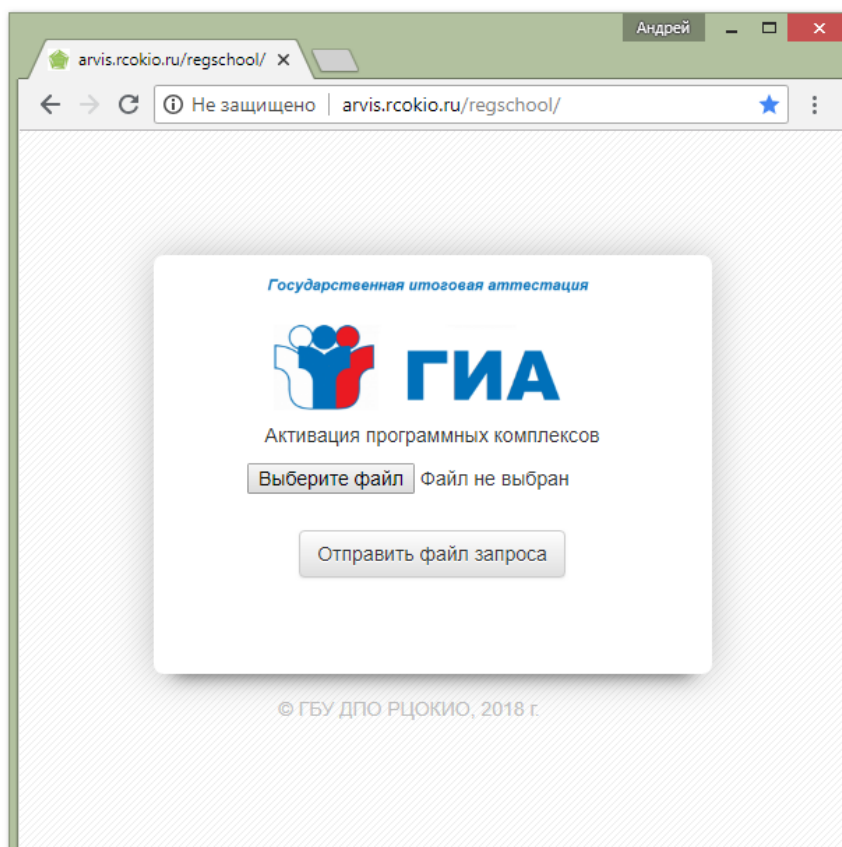 Андрей
arvis.rcokio.ru/regschool/
Не защищено arvis.rcokio.ru/regschool/
Государственная итоговая аттестация
ГИА
Активация программных комплексов
Выберите файл Файл не выбран
Отправить файл запроса
© ГБУ ДПО РЦОКИО, 2018 г.